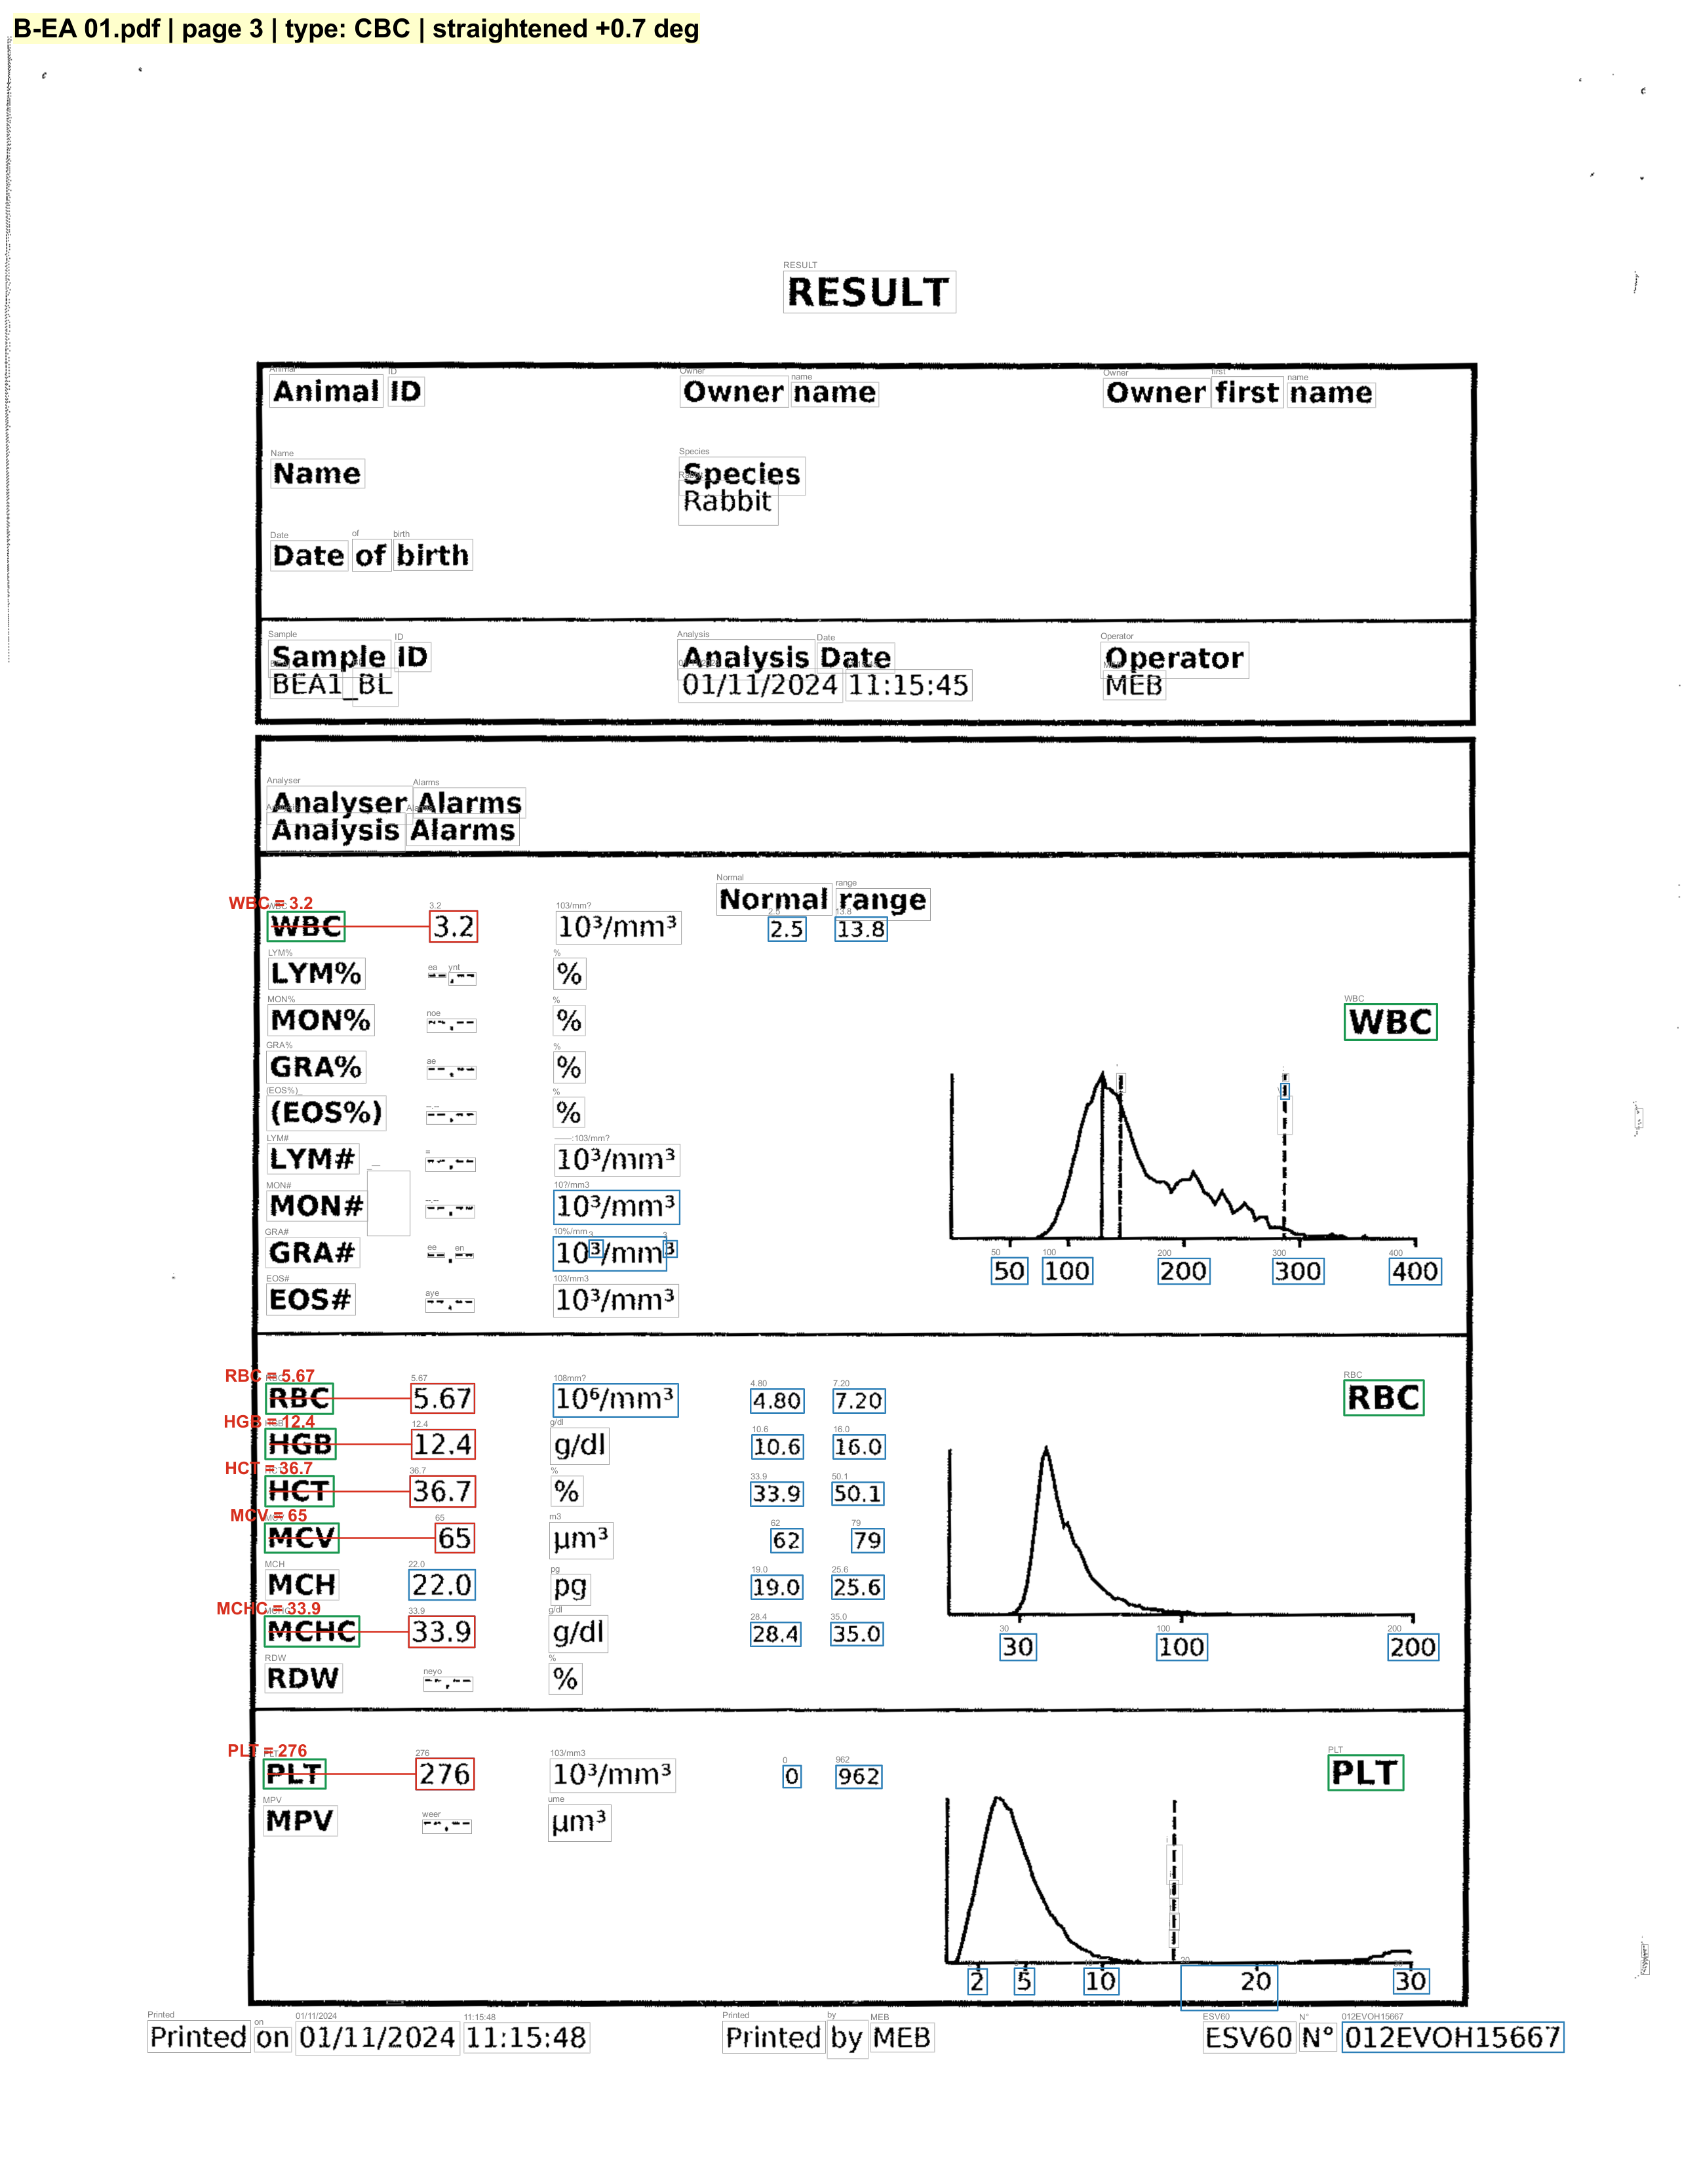 B-EA 01.pdf | page 3 | type: CBC | straightened +0.7 deg
RESULT
Animal ID Owner name Owner first name
Name Species
Rabbit
Date of birth
Sample ID Analysis Date Operator
BEA1_BL 01/11/2024 11:15:45 MEB
Analyser Alarms
Analysis Alarms
Normal range
WBC = 3.2
WBC 3.2 10³/mm³ 2.5 13.8
LYM% --.-- %
MON% --.-- %
WBC
GRA% --.-- %
(EOS%) --.-- %
LYM# --.-- 10³/mm³
MON# --.-- 10³/mm³
GRA# --.-- 10³/mm³
50 100 200 300 400
EOS# --.-- 10³/mm³
RBC = 5.67
RBC 5.67 10⁶/mm³ 4.80 7.20 RBC
HGB = 12.4
HGB 12.4 g/dl 10.6 16.0
HCT = 36.7
HCT 36.7 % 33.9 50.1
MCV = 65
MCV 65 µm³ 62 79
MCH 22.0 pg 19.0 25.6
MCHC = 33.9
MCHC 33.9 g/dl 28.4 35.0
30 100 200
RDW --.-- %
PLT = 276
PLT 276 10³/mm³ 0 962 PLT
MPV --.-- µm³
2 5 10 20 30
Printed on 01/11/2024 11:15:48 Printed by MEB ESV60 N° 012EVOH15667